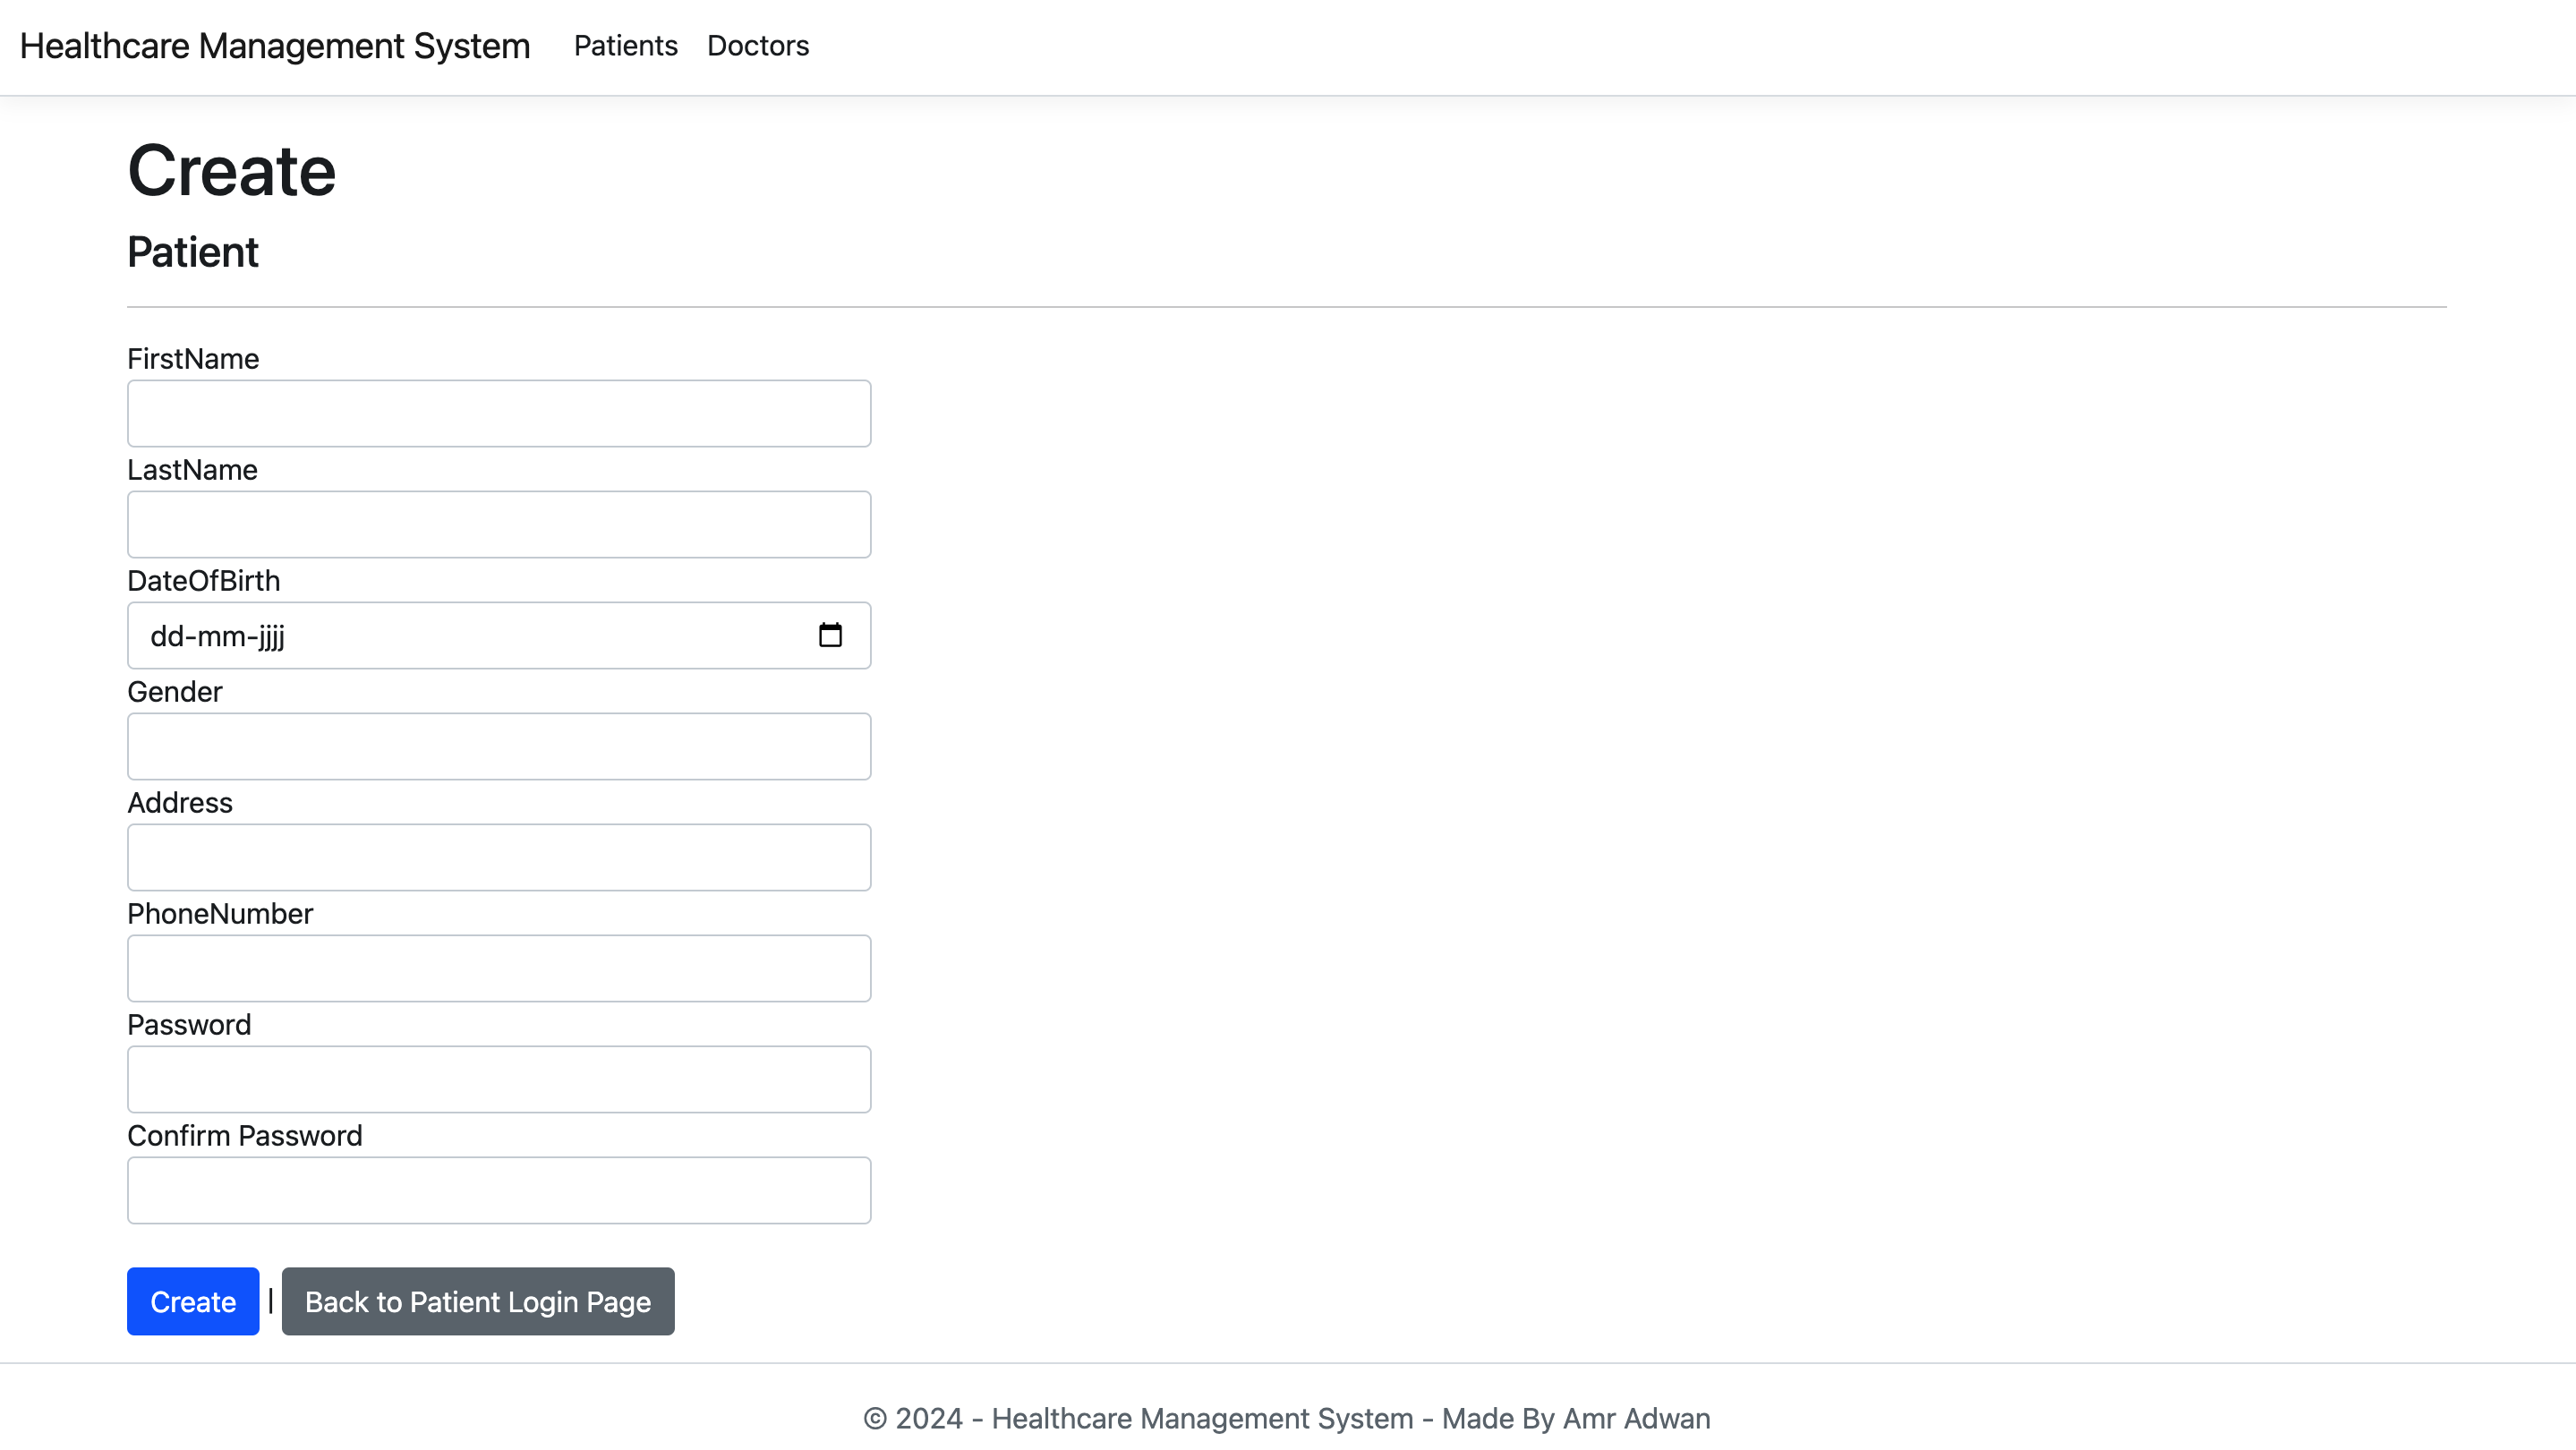 Healthcare Management System Patients Doctors
Create
Patient
FirstName
LastName
DateOfBirth
dd-mm-jjjj
Gender
Address
PhoneNumber
Password
Confirm Password
Create | Back to Patient Login Page
© 2024 - Healthcare Management System - Made By Amr Adwan